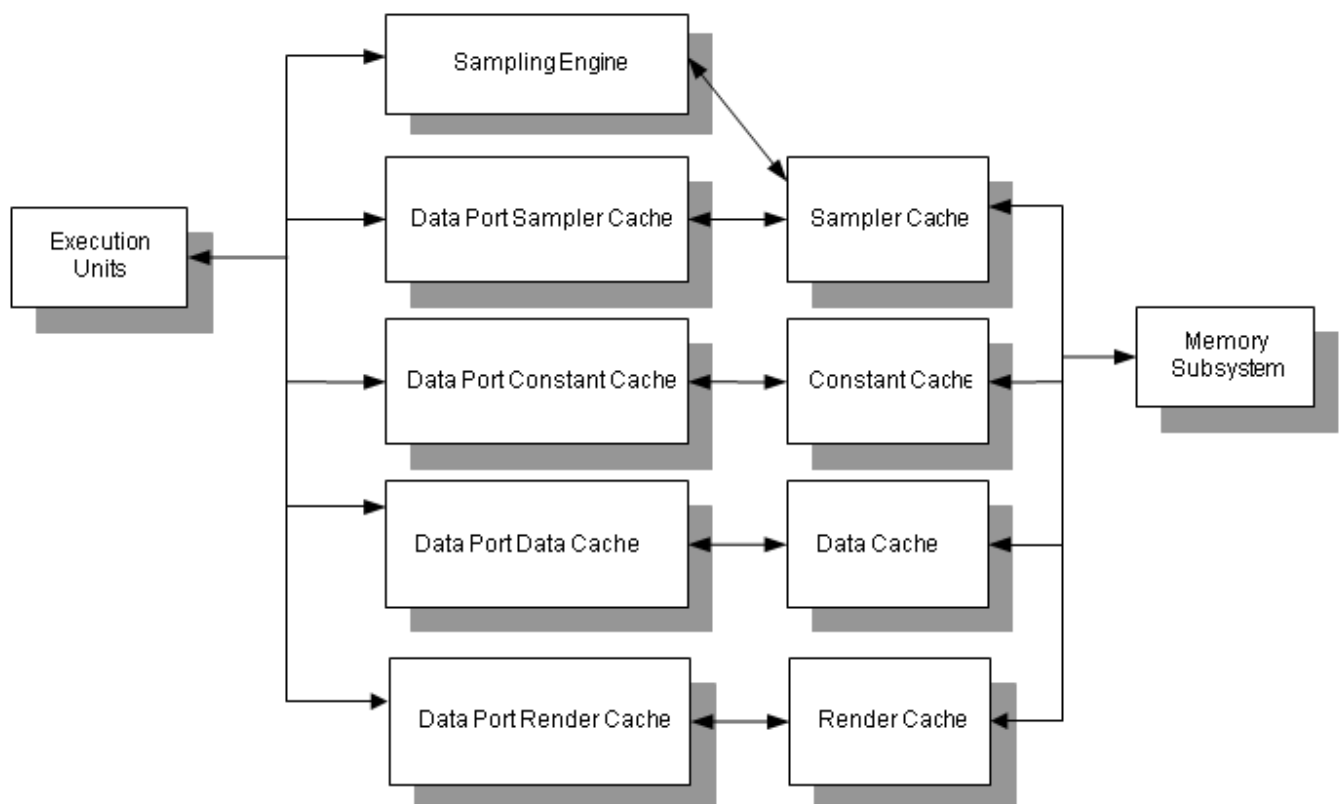 Sampling Engine
Data Port Sampler Cache
Sampler Cache
Execution
Units
Data Port Constant Cache
Constant Cache
Memory
Subsystem
Data Port Data Cache
Data Cache
Data Port Render Cache
Render Cache